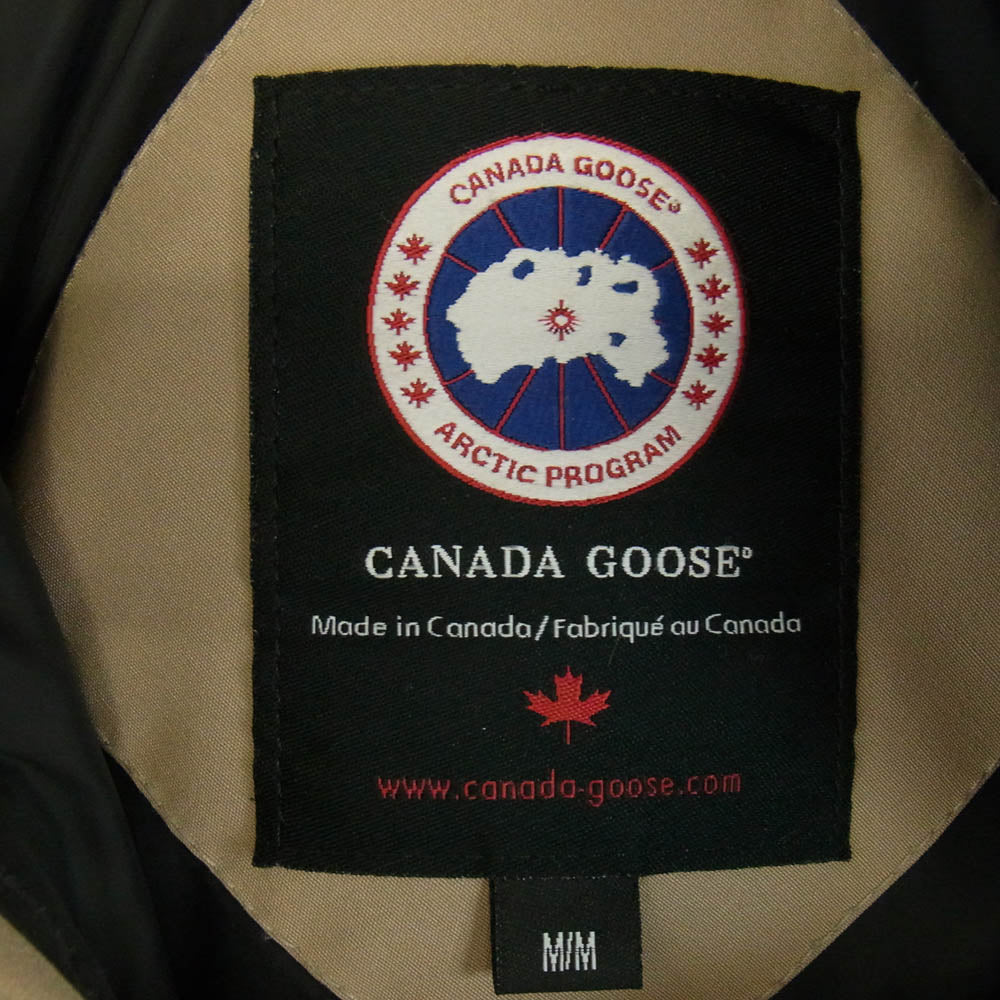 CANADA GOOSE®
ARCTIC PROGRAM
CANADA GOOSE®
Made in Canada/Fabriqué au Canada
www.canada-goose.com
M/M